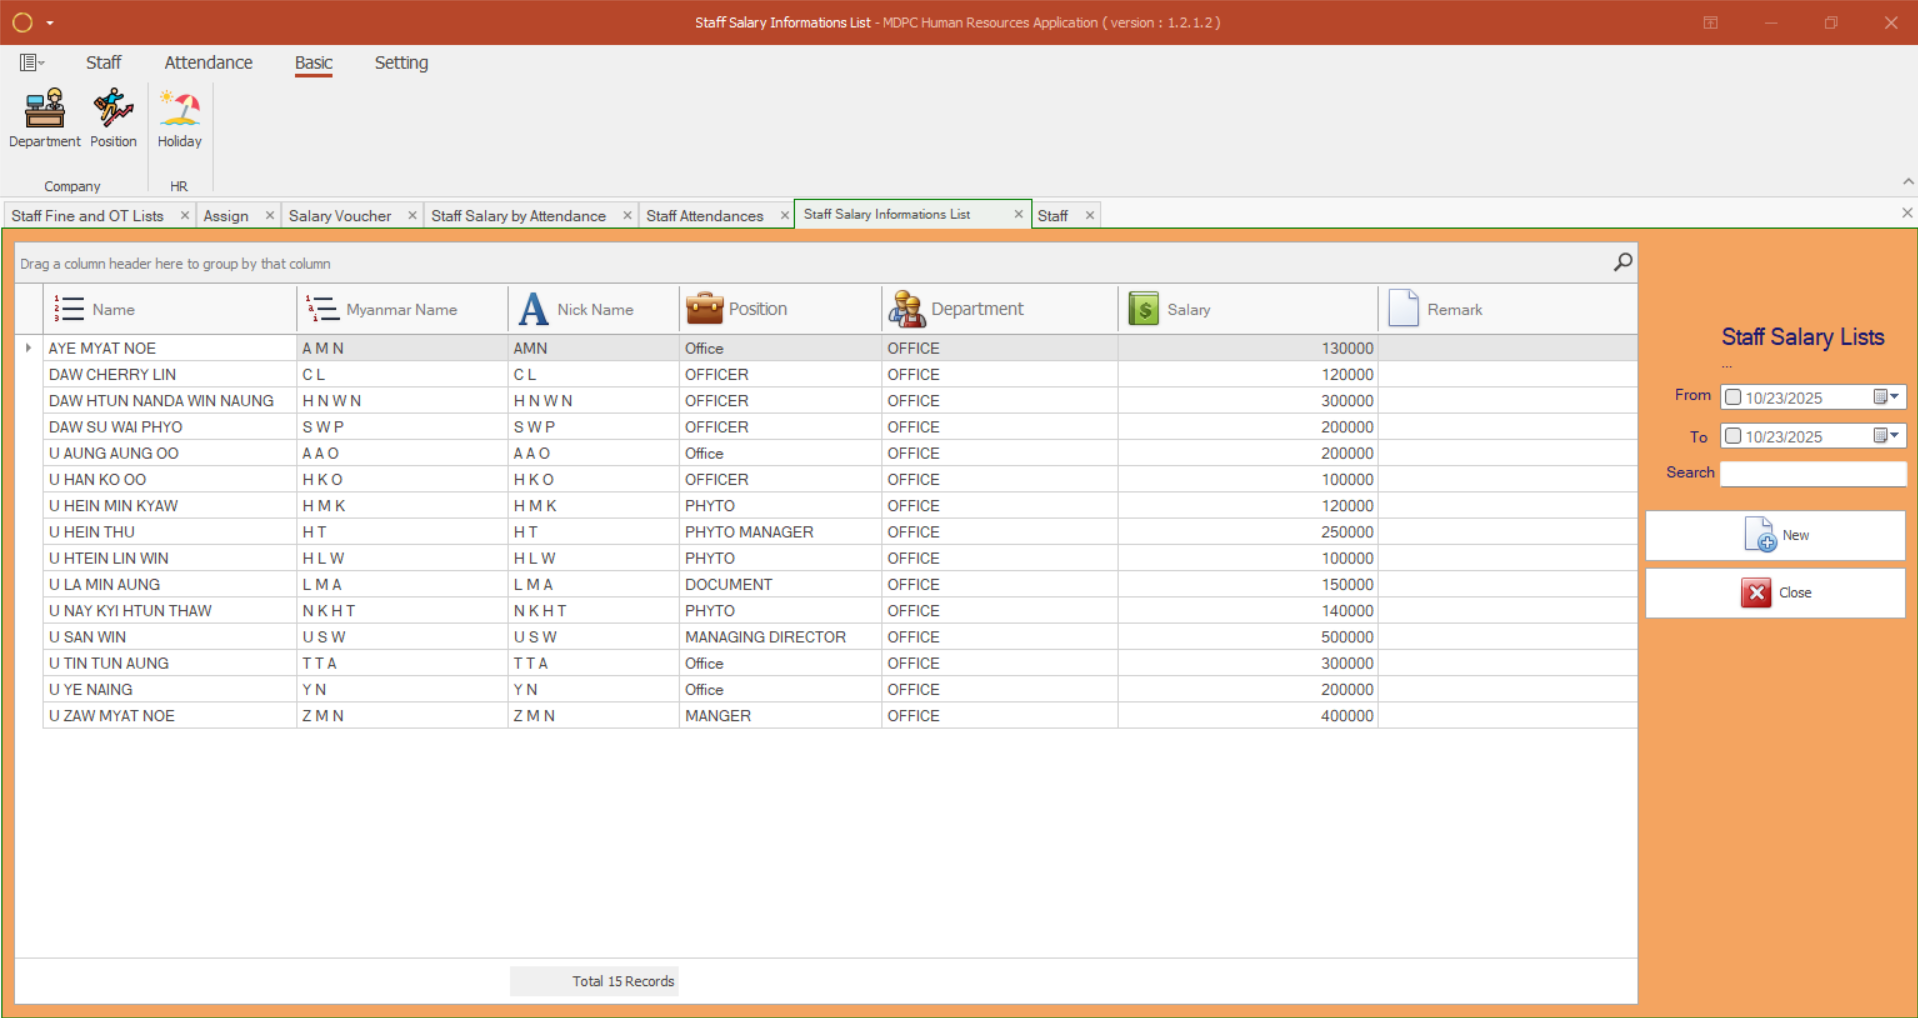 Staff Salary Informations List - MDPC Human Resources Application ( version : 1.2.1.2 )
Staff Attendance Basic Setting
Department Position Holiday
Company HR
Staff Fine and OT Lists Assign Salary Voucher Staff Salary by Attendance Staff Attendances Staff Salary Informations List Staff
Drag a column header here to group by that column
Name Myanmar Name Nick Name Position Department Salary Remark
AYE MYAT NOE A M N AMN Office OFFICE 130000
DAW CHERRY LIN C L C L OFFICER OFFICE 120000
DAW HTUN NANDA WIN NAUNG H N W N H N W N OFFICER OFFICE 300000
DAW SU WAI PHYO S W P S W P OFFICER OFFICE 200000
U AUNG AUNG OO A A O A A O Office OFFICE 200000
U HAN KO OO H K O H K O OFFICER OFFICE 100000
U HEIN MIN KYAW H M K H M K PHYTO OFFICE 120000
U HEIN THU H T H T PHYTO MANAGER OFFICE 250000
U HTEIN LIN WIN H L W H L W PHYTO OFFICE 100000
U LA MIN AUNG L M A L M A DOCUMENT OFFICE 150000
U NAY KYI HTUN THAW N K H T N K H T PHYTO OFFICE 140000
U SAN WIN U S W U S W MANAGING DIRECTOR OFFICE 500000
U TIN TUN AUNG T T A T T A Office OFFICE 300000
U YE NAING Y N Y N Office OFFICE 200000
U ZAW MYAT NOE Z M N Z M N MANGER OFFICE 400000
Total 15 Records
Staff Salary Lists
...
From 10/23/2025
To 10/23/2025
Search
New
Close